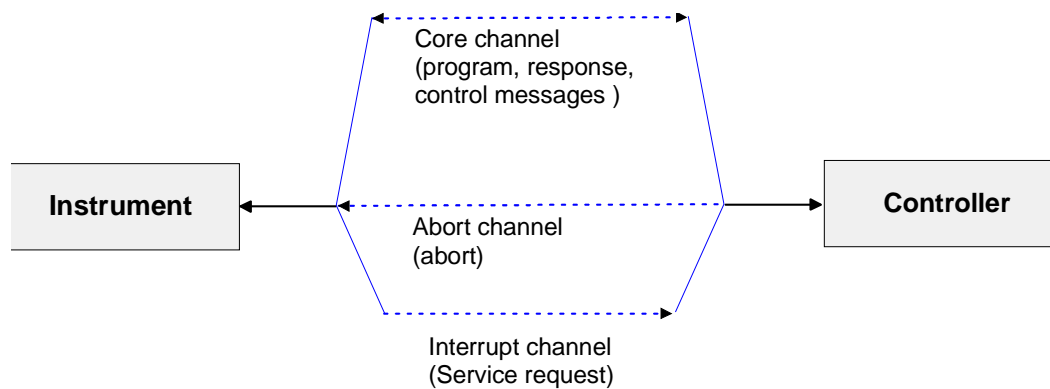 Core channel
(program, response,
control messages )
Instrument
Controller
Abort channel
(abort)
Interrupt channel
(Service request)